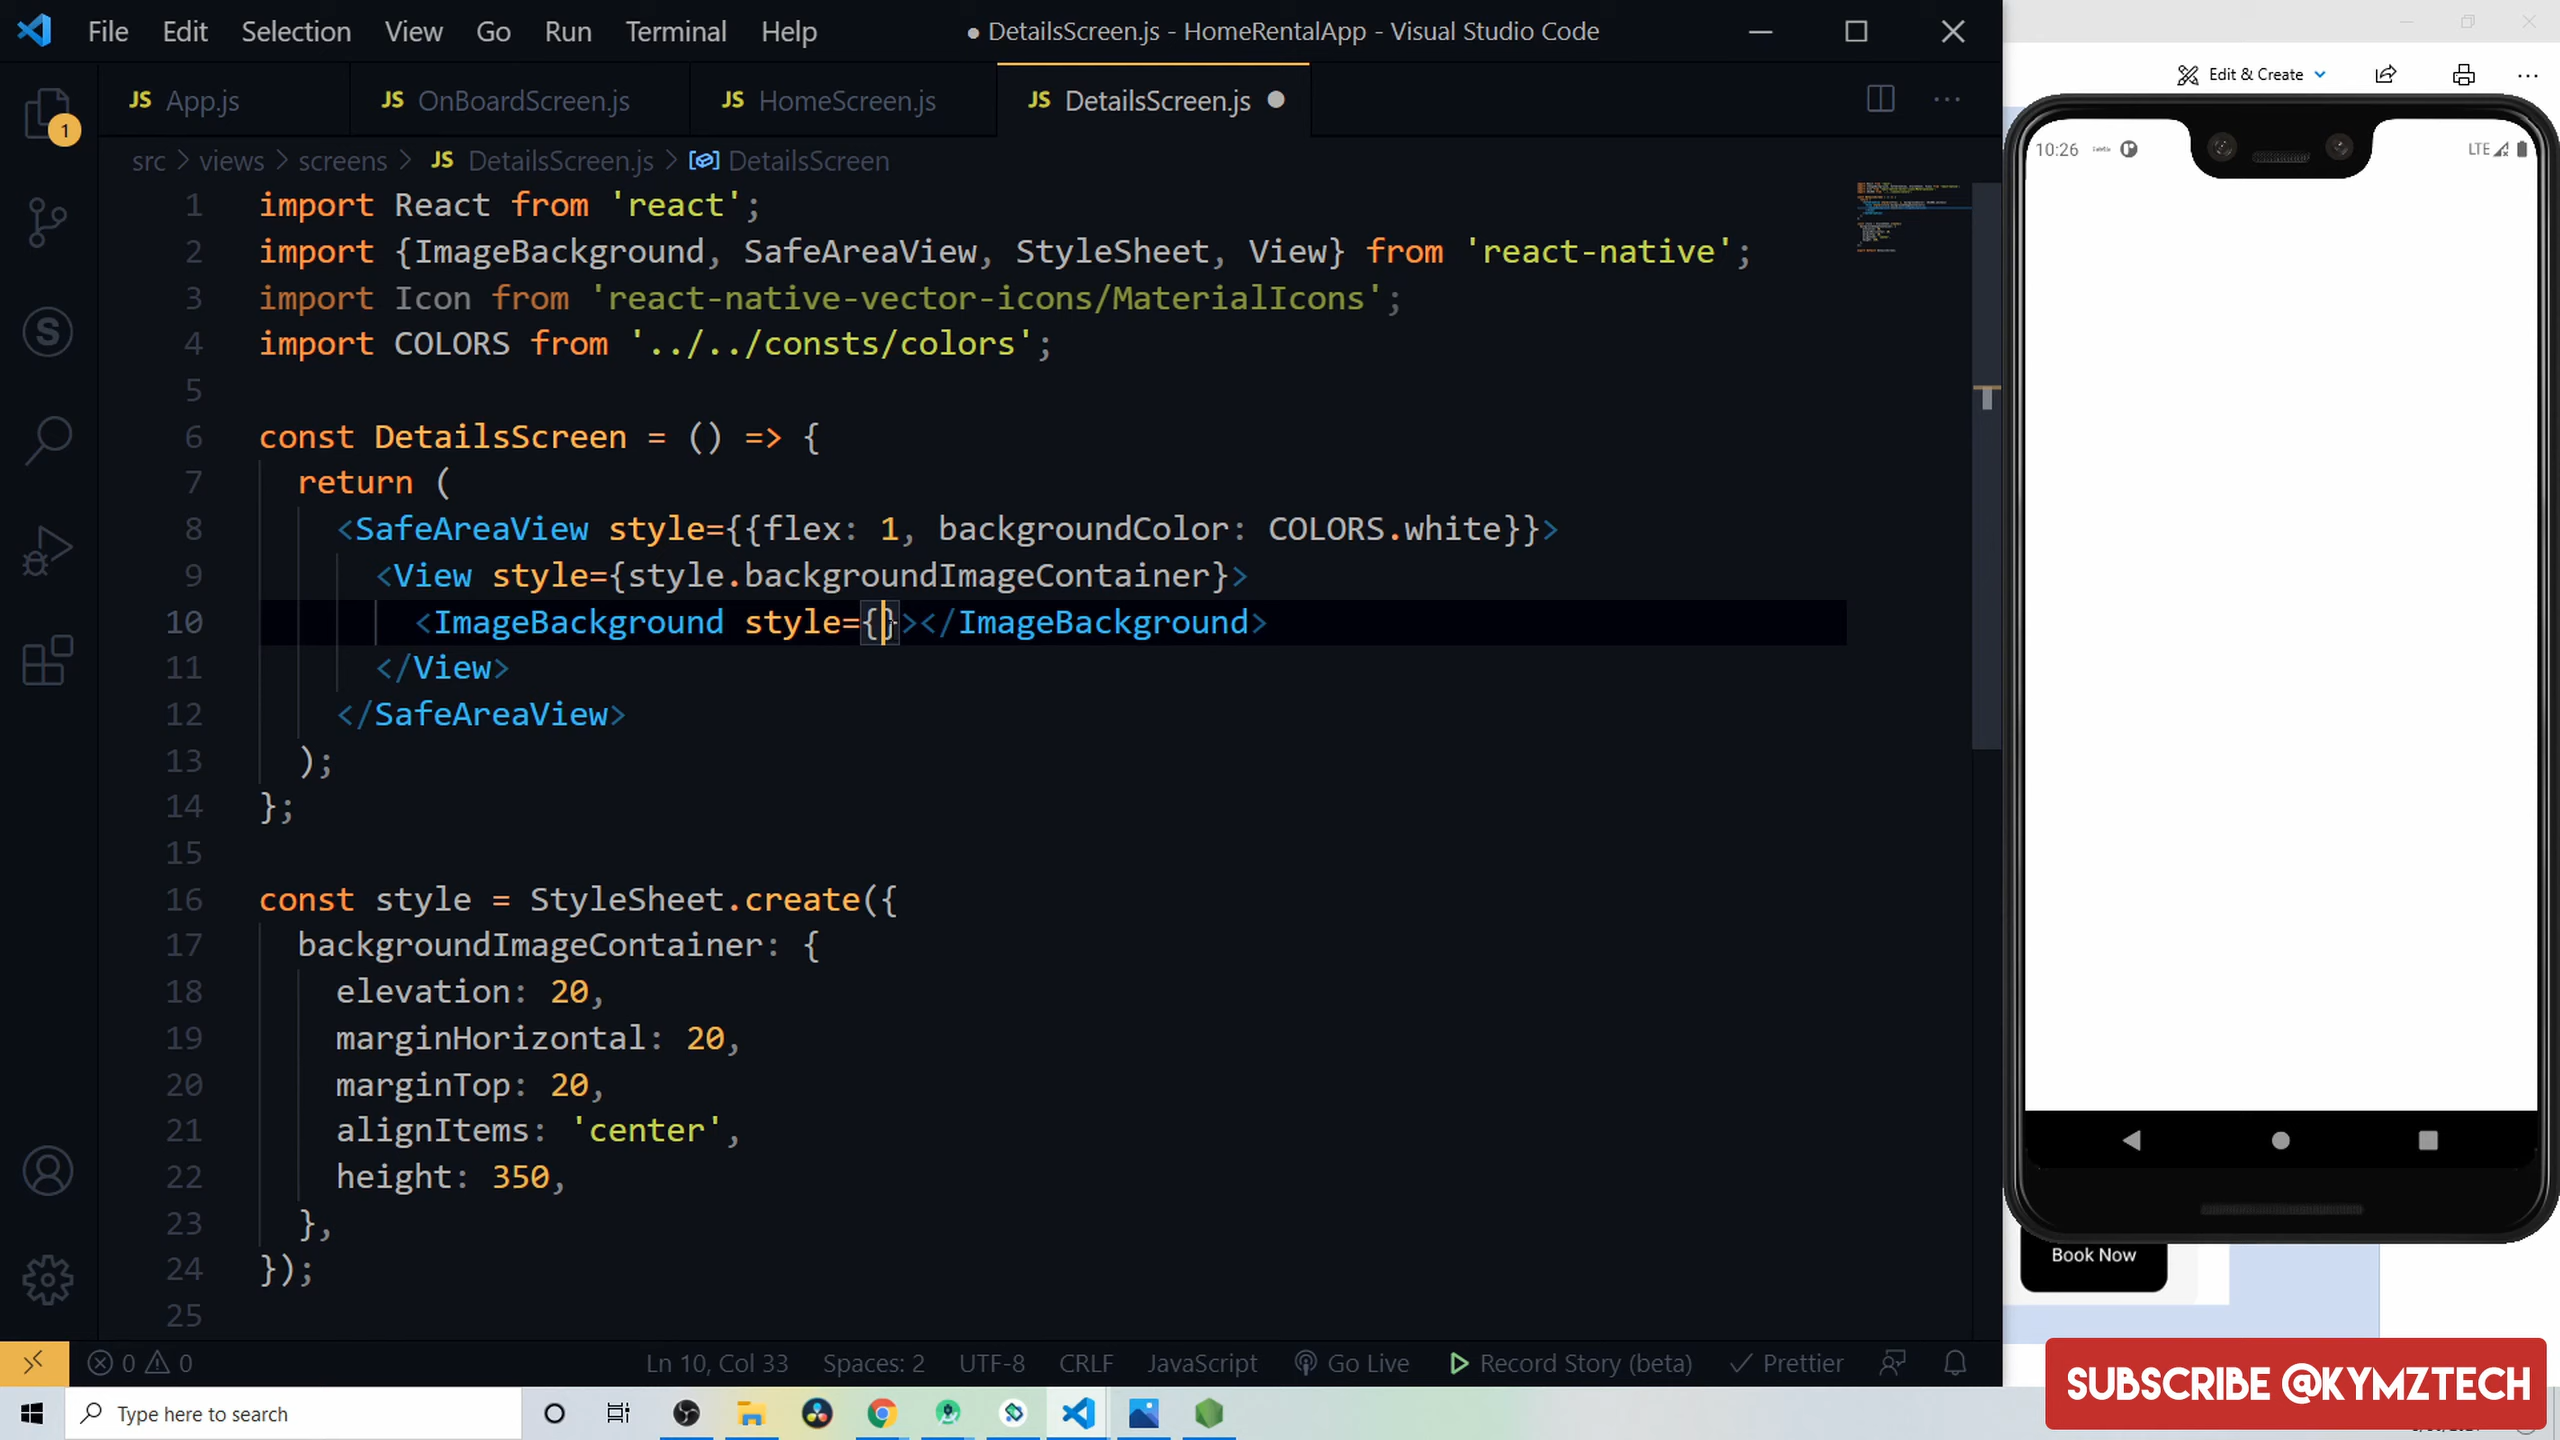 File Edit Selection View Go Run Terminal Help ● DetailsScreen.js - HomeRentalApp - Visual Studio Code
JS App.js JS OnBoardScreen.js JS HomeScreen.js JS DetailsScreen.js ●
src > views > screens > JS DetailsScreen.js > DetailsScreen
1 import React from 'react';
2 import {ImageBackground, SafeAreaView, StyleSheet, View} from 'react-native';
3 import Icon from 'react-native-vector-icons/MaterialIcons';
4 import COLORS from '../../consts/colors';
5
6 const DetailsScreen = () => {
7 return (
8 <SafeAreaView style={{flex: 1, backgroundColor: COLORS.white}}>
9 <View style={style.backgroundImageContainer}>
10 <ImageBackground style={}></ImageBackground>
11 </View>
12 </SafeAreaView>
13 );
14 };
15
16 const style = StyleSheet.create({
17 backgroundImageContainer: {
18 elevation: 20,
19 marginHorizontal: 20,
20 marginTop: 20,
21 alignItems: 'center',
22 height: 350,
23 },
24 });
25
1
S
0 0 Ln 10, Col 33 Spaces: 2 UTF-8 CRLF JavaScript Go Live Record Story (beta) Prettier
Type here to search
Edit & Create
10:26 LTE
Book Now
SUBSCRIBE @KYMZTECH